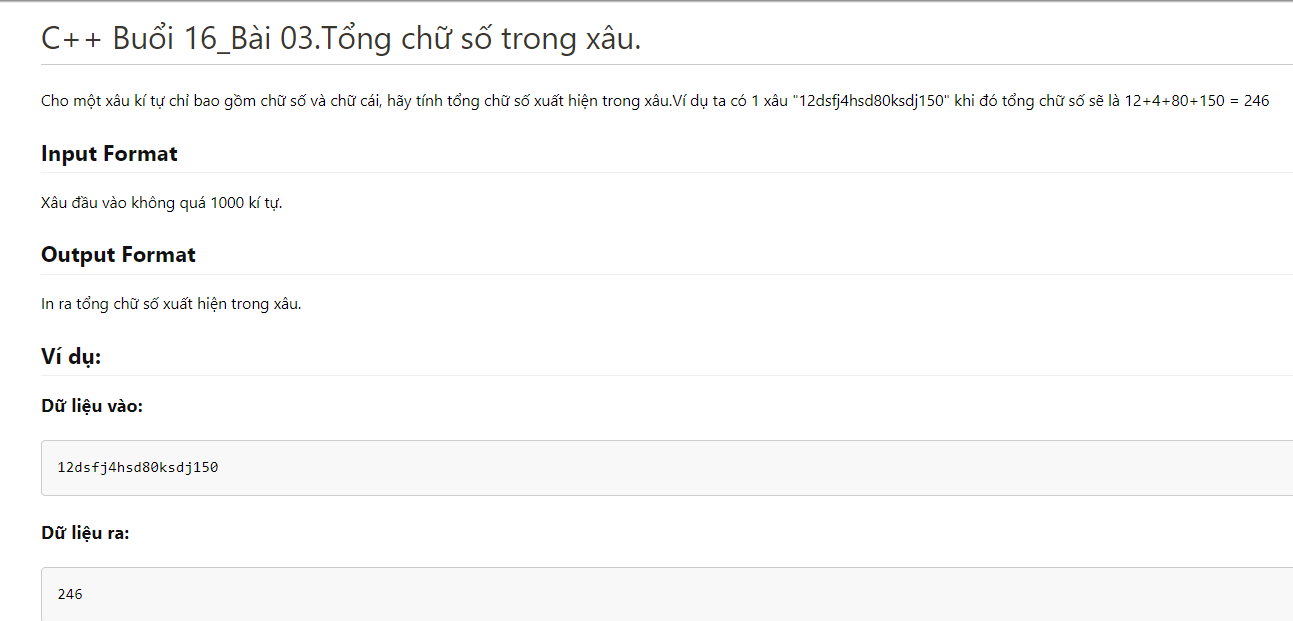 C++ Buổi 16_Bài 03.Tổng chữ số trong xâu.
Cho một xâu kí tự chỉ bao gồm chữ số và chữ cái, hãy tính tổng chữ số xuất hiện trong xâu.Ví dụ ta có 1 xâu "12dsfj4hsd80ksdj150" khi đó tổng chữ số sẽ là 12+4+80+150 = 246
Input Format
Xâu đầu vào không quá 1000 kí tự.
Output Format
In ra tổng chữ số xuất hiện trong xâu.
Ví dụ:
Dữ liệu vào:
12dsfj4hsd80ksdj150
Dữ liệu ra:
246